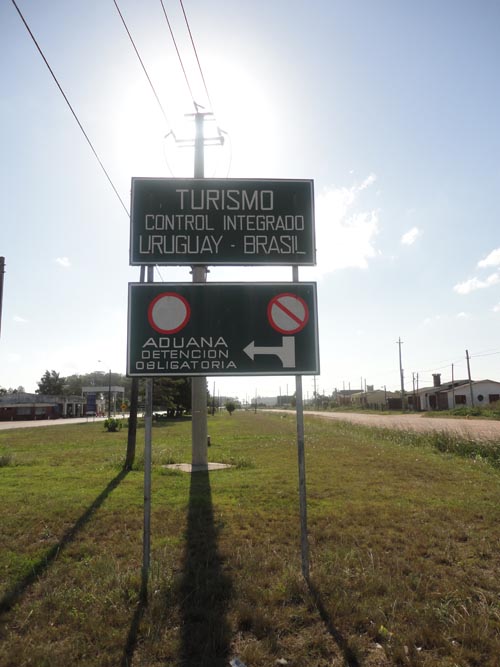 TURISMO
CONTROL INTEGRADO
URUGUAY - BRASIL
ADUANA
DETENCION
OBLIGATORIA